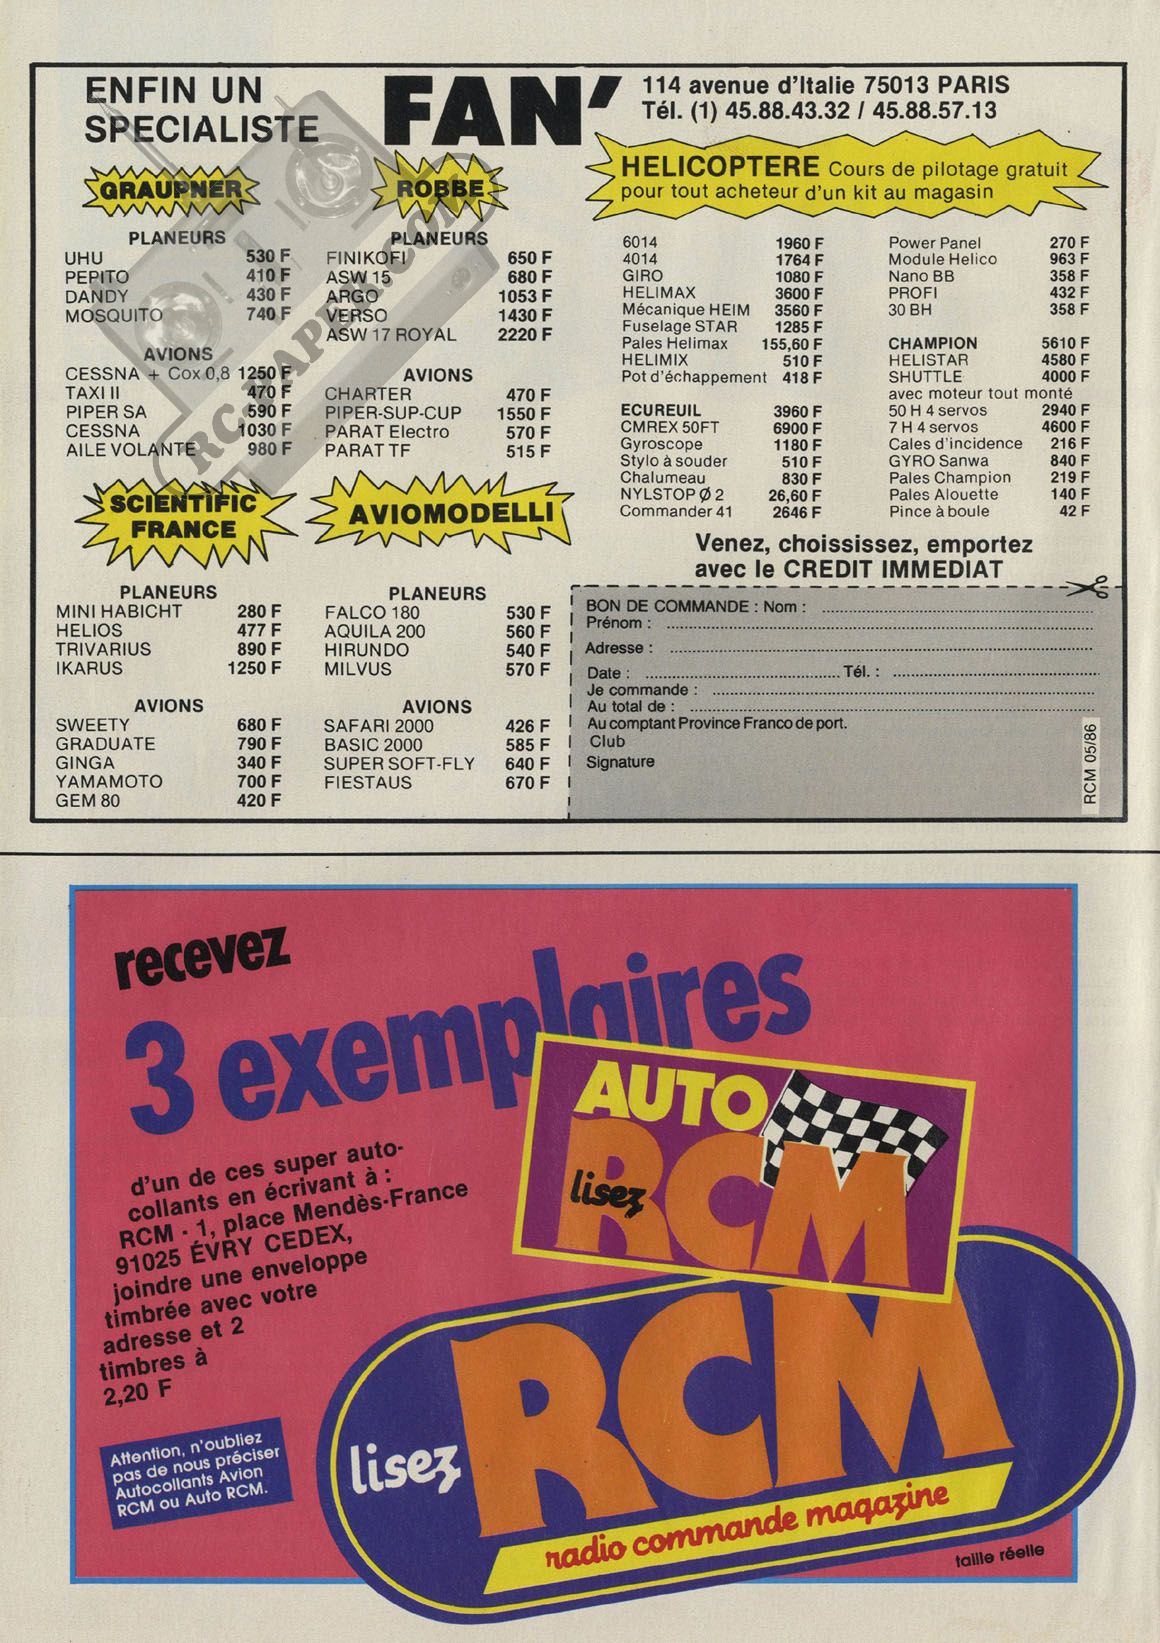 ENFIN UN
SPECIALISTE
FAN'
114 avenue d'Italie 75013 PARIS
Tél. (1) 45.88.43.32 / 45.88.57.13
GRAUPNER
PLANEURS
UHU 530 F
PEPITO 410 F
DANDY 430 F
MOSQUITO 740 F
AVIONS
CESSNA + Cox 0,8 1250 F
TAXI II 470 F
PIPER SA 590 F
CESSNA 1030 F
AILE VOLANTE 980 F
ROBBE
PLANEURS
FINIKOFI 650 F
ASW 15 680 F
ARGO 1053 F
VERSO 1430 F
ASW 17 ROYAL 2220 F
AVIONS
CHARTER 470 F
PIPER-SUP-CUP 1550 F
PARAT Electro 570 F
PARAT TF 515 F
RC-PAPER.COM
SCIENTIFIC
FRANCE
PLANEURS
MINI HABICHT 280 F
HELIOS 477 F
TRIVARIUS 890 F
IKARUS 1250 F
AVIONS
SWEETY 680 F
GRADUATE 790 F
GINGA 340 F
YAMAMOTO 700 F
GEM 80 420 F
AVIOMODELLI
PLANEURS
FALCO 180 530 F
AQUILA 200 560 F
HIRUNDO 540 F
MILVUS 570 F
AVIONS
SAFARI 2000 426 F
BASIC 2000 585 F
SUPER SOFT-FLY 640 F
FIESTAUS 670 F
HELICOPTERE Cours de pilotage gratuit
pour tout acheteur d'un kit au magasin
6014 1960 F
4014 1764 F
GIRO 1080 F
HELIMAX 3600 F
Mécanique HEIM 3560 F
Fuselage STAR 1285 F
Pales Helimax 155,60 F
HELIMIX 510 F
Pot d'échappement 418 F
ECUREUIL 3960 F
CMREX 50FT 6900 F
Gyroscope 1180 F
Stylo à souder 510 F
Chalumeau 830 F
NYLSTOP Ø 2 26,60 F
Commander 41 2646 F
Power Panel 270 F
Module Helico 963 F
Nano BB 358 F
PROFI 432 F
30 BH 358 F
CHAMPION 5610 F
HELISTAR 4580 F
SHUTTLE 4000 F
avec moteur tout monté
50 H 4 servos 2940 F
7 H 4 servos 4600 F
Cales d'incidence 216 F
GYRO Sanwa 840 F
Pales Champion 219 F
Pales Alouette 140 F
Pince à boule 42 F
Venez, choississez, emportez
avec le CREDIT IMMEDIAT
BON DE COMMANDE : Nom :
Prénom :
Adresse :
Date : Tél. :
Je commande :
Au total de :
Au comptant Province Franco de port.
Club
Signature
RCM 05/86
recevez
3 exemplaires
d'un de ces super auto-
collants en écrivant à :
RCM - 1, place Mendès-France
91025 ÉVRY CEDEX,
joindre une enveloppe
timbrée avec votre
adresse et 2
timbres à
2,20 F
Attention, n'oubliez
pas de nous préciser
Autocollants Avion
RCM ou Auto RCM.
AUTO
lisez
RCM
lisez
RCM
radio commande magazine
taille réelle